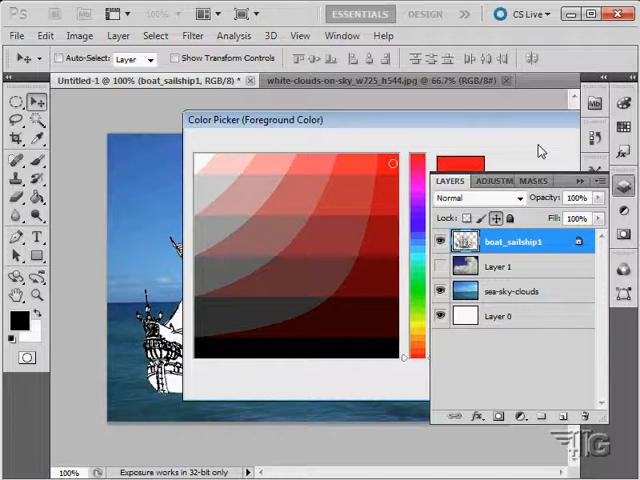 Ps 100% ESSENTIALS DESIGN CS Live
File Edit Image Layer Select Filter Analysis 3D View Window Help
Auto-Select: Layer Show Transform Controls
Untitled-1 @ 100% (boat_sailship1, RGB/8) * white-clouds-on-sky_w725_h544.jpg @ 66.7% (RGB/8#)
Color Picker (Foreground Color)
LAYERS ADJUSTM MASKS
Normal Opacity: 100%
Lock: Fill: 100%
boat_sailship1
Layer 1
sea-sky-clouds
Layer 0
100% Exposure works in 32-bit only